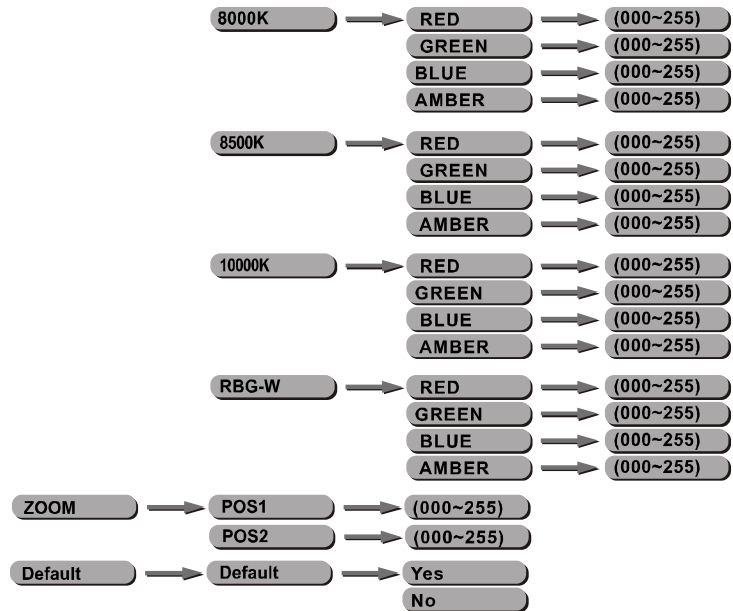 8000K RED (000~255)
GREEN (000~255)
BLUE (000~255)
AMBER (000~255)
8500K RED (000~255)
GREEN (000~255)
BLUE (000~255)
AMBER (000~255)
10000K RED (000~255)
GREEN (000~255)
BLUE (000~255)
AMBER (000~255)
RBG-W RED (000~255)
GREEN (000~255)
BLUE (000~255)
AMBER (000~255)
ZOOM POS1 (000~255)
POS2 (000~255)
Default Default Yes
No